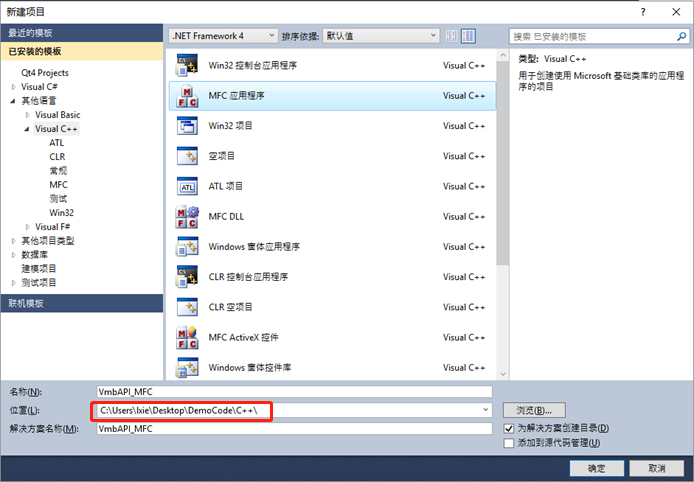 新建项目
? ×
最近的模板
已安装的模板
Qt4 Projects
Visual C#
其他语言
Visual Basic
Visual C++
ATL
CLR
常规
MFC
测试
Win32
Visual F#
其他项目类型
数据库
建模项目
测试项目
联机模板
.NET Framework 4 排序依据: 默认值
Win32 控制台应用程序 Visual C++
MFC 应用程序 Visual C++
Win32 项目 Visual C++
空项目 Visual C++
ATL 项目 Visual C++
MFC DLL Visual C++
Windows 窗体应用程序 Visual C++
CLR 控制台应用程序 Visual C++
CLR 空项目 Visual C++
MFC ActiveX 控件 Visual C++
Windows 窗体控件库 Visual C++
搜索 已安装的模板
类型: Visual C++
用于创建使用 Microsoft 基础类库的应用程
序的项目
名称(N): VmbAPI_MFC
位置(L): C:\Users\lxie\Desktop\DemoCode\C++\ 浏览(B)...
解决方案名称(M): VmbAPI_MFC
为解决方案创建目录(D)
添加到源代码管理(U)
确定 取消